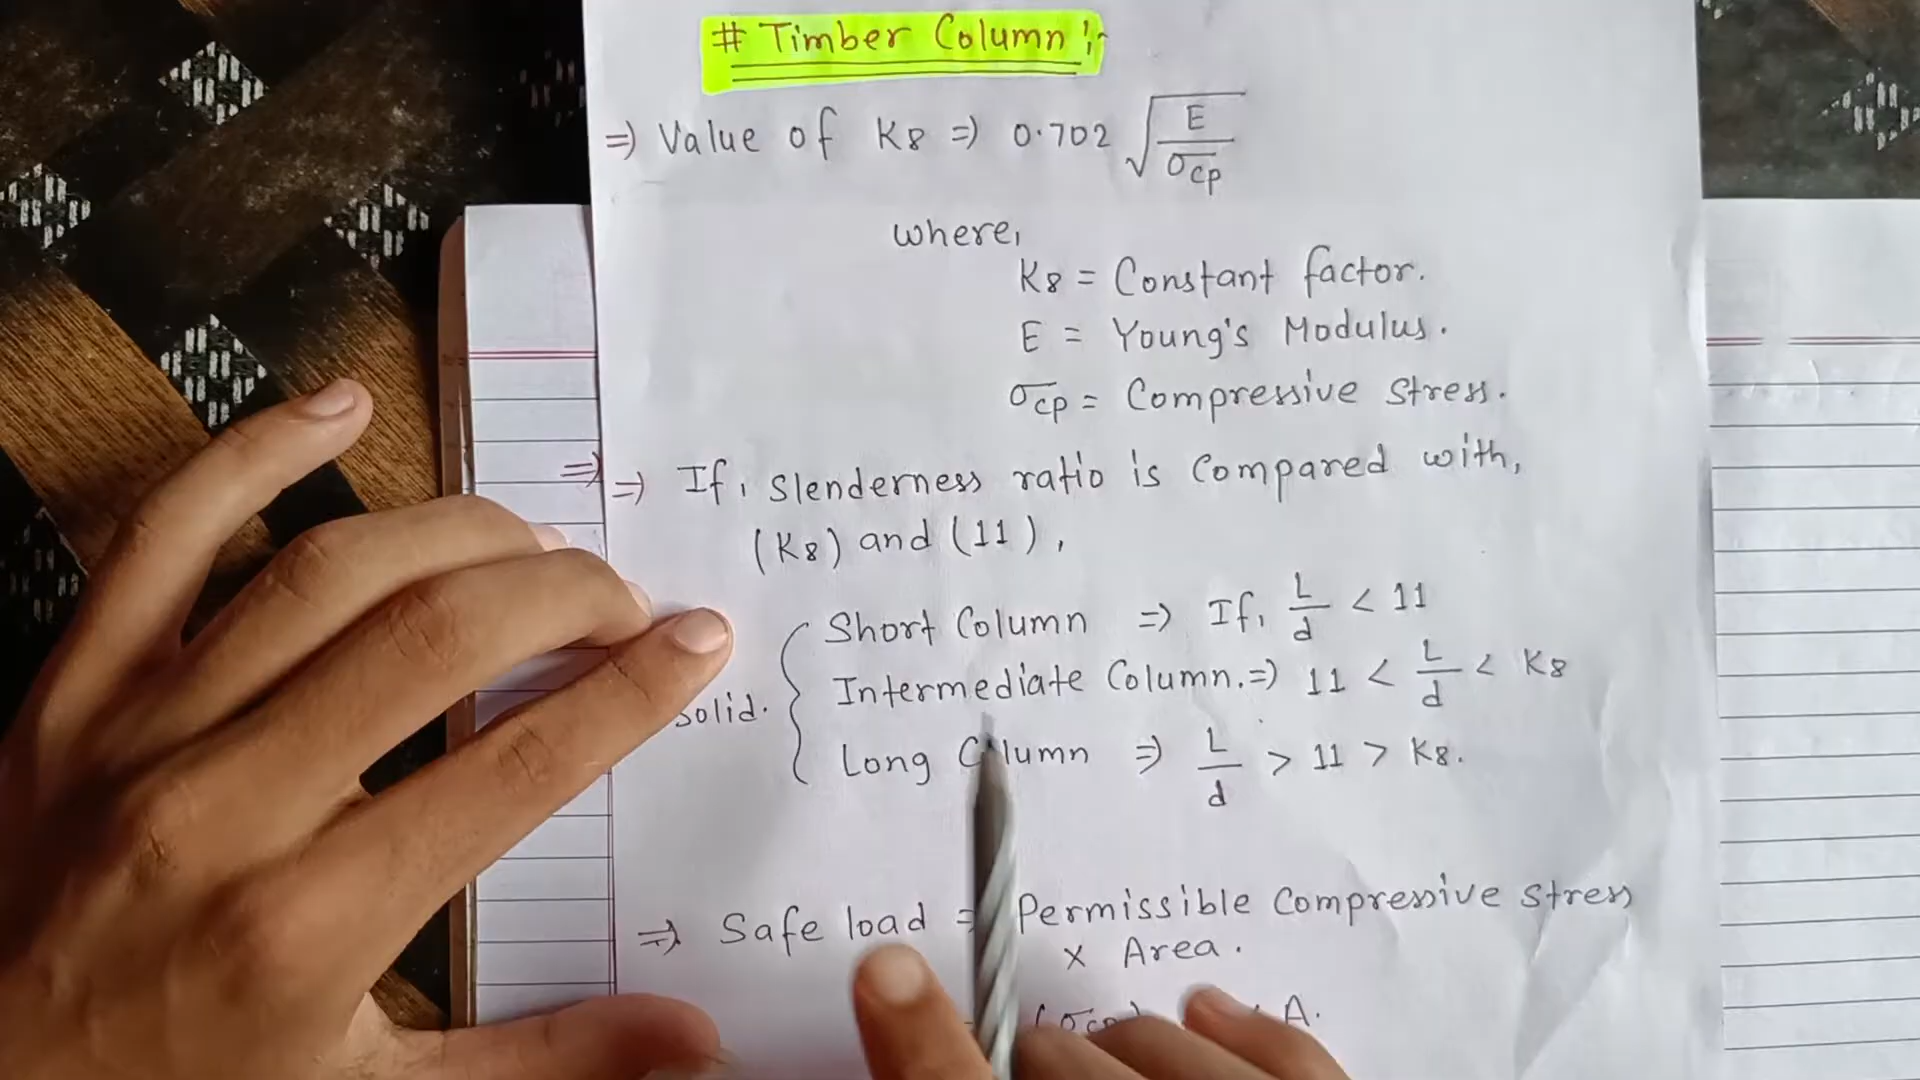 # Timber Column :-
=> Value of K8 => 0.702 √(E/σcp)
where,
K8 = Constant factor.
E = Young's Modulus.
σcp = Compressive Stress.
=> => If, Slenderness ratio is Compared with,
(K8) and (11),
Short Column => If, L/d < 11
Intermediate Column. => 11 < L/d < K8
Solid.
Long Column => L/d > 11 > K8.
=> Safe load = Permissible Compressive Stress
x Area.
A.